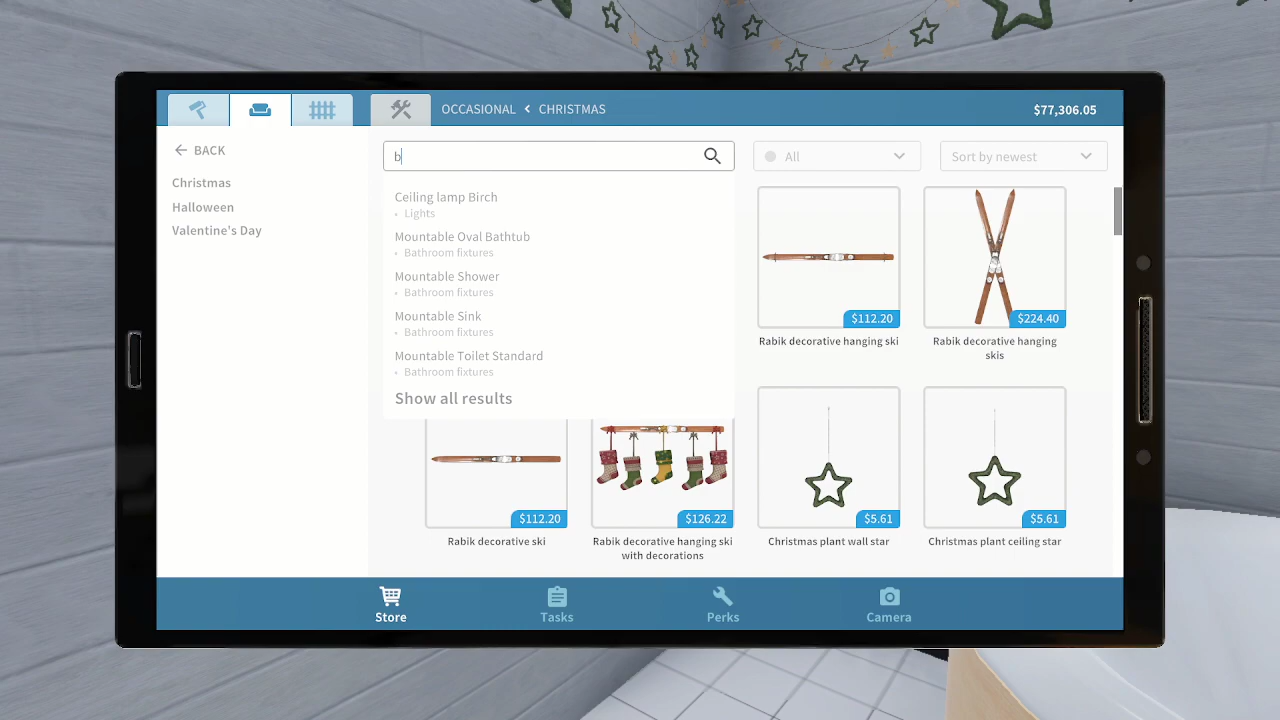 OCCASIONAL < CHRISTMAS
$77,306.05
BACK
Christmas
Halloween
Valentine's Day
b
All
Sort by newest
Ceiling lamp Birch
• Lights
Mountable Oval Bathtub
• Bathroom fixtures
Mountable Shower
• Bathroom fixtures
Mountable Sink
• Bathroom fixtures
Mountable Toilet Standard
• Bathroom fixtures
Show all results
$112.20
Rabik decorative hanging ski
$224.40
Rabik decorative hanging
skis
$112.20
Rabik decorative ski
$126.22
Rabik decorative hanging ski
with decorations
$5.61
Christmas plant wall star
$5.61
Christmas plant ceiling star
Store
Tasks
Perks
Camera